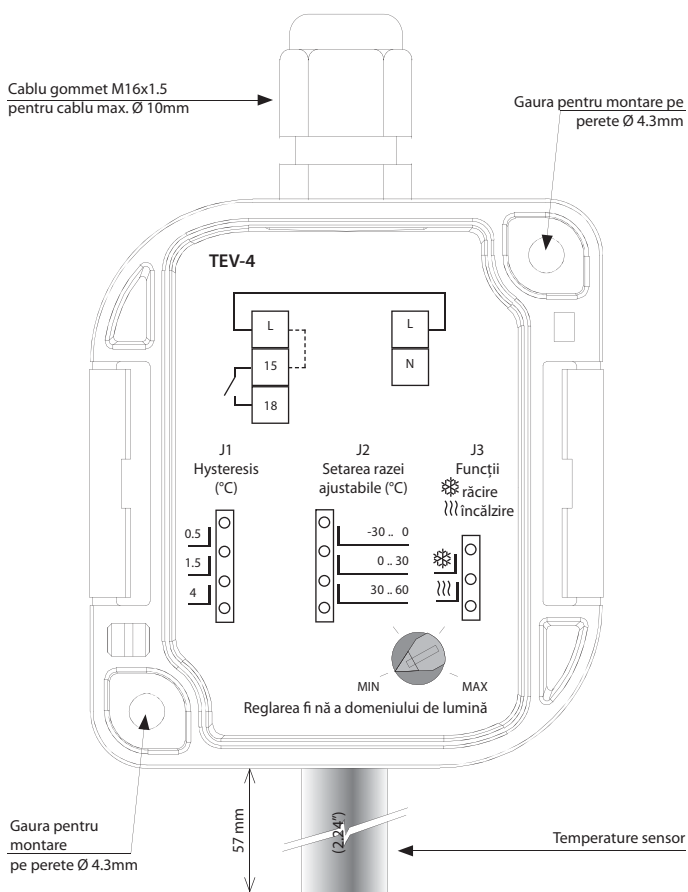 Cablu gommet M16x1.5
pentru cablu max. Ø 10mm
Gaura pentru montare pe
perete Ø 4.3mm
TEV-4
L
15
18
L
N
J1
Hysteresis
(°C)
0.5
1.5
4
J2
Setarea razei
ajustabile (°C)
-30 .. 0
0 .. 30
30 .. 60
J3
Funcții
răcire
încălzire
MIN
MAX
Reglarea fi nă a domeniului de lumină
Gaura pentru
montare
pe perete Ø 4.3mm
57 mm
(2.24")
Temperature sensor